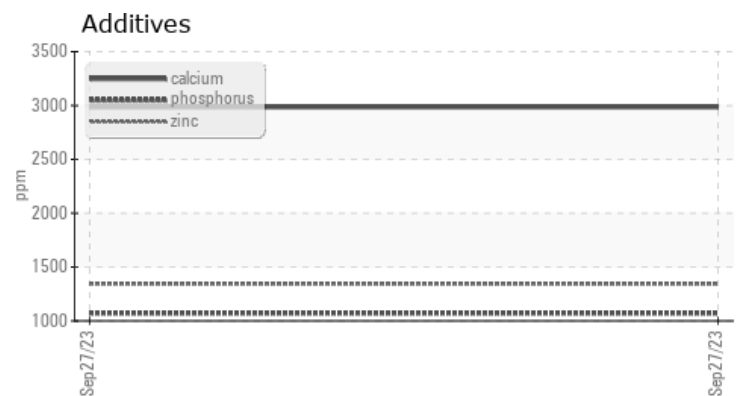 Additives
3500
3000
2500
2000
1500
1000
ppm
calcium
phosphorus
zinc
Sep27/23
Sep27/23